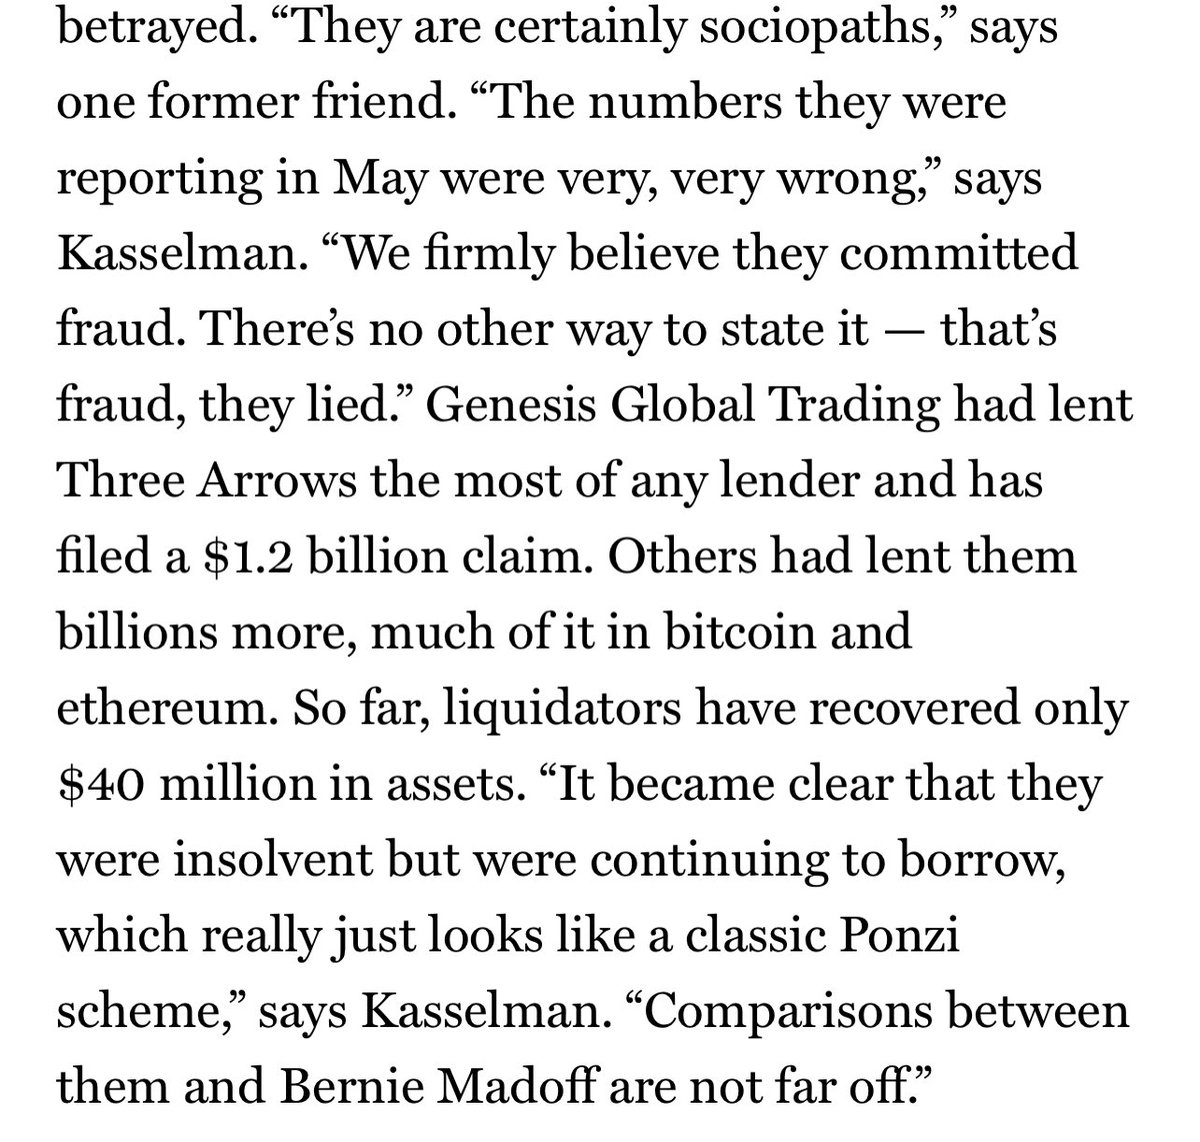 betrayed. “They are certainly sociopaths,” says
one former friend. “The numbers they were
reporting in May were very, very wrong,” says
Kasselman. “We firmly believe they committed
fraud. There’s no other way to state it — that’s
fraud, they lied.” Genesis Global Trading had lent
Three Arrows the most of any lender and has
filed a $1.2 billion claim. Others had lent them
billions more, much of it in bitcoin and
ethereum. So far, liquidators have recovered only
$40 million in assets. “It became clear that they
were insolvent but were continuing to borrow,
which really just looks like a classic Ponzi
scheme,” says Kasselman. “Comparisons between
them and Bernie Madoff are not far off.”